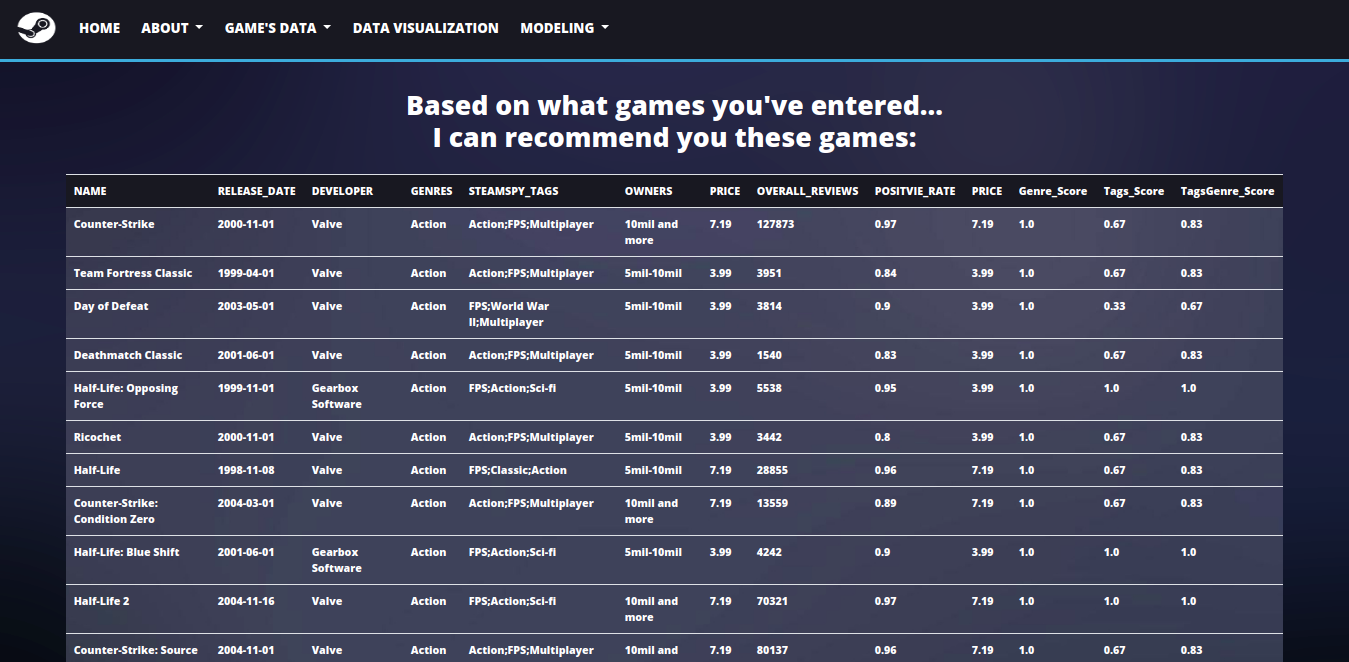 HOME ABOUT GAME'S DATA DATA VISUALIZATION MODELING
Based on what games you've entered...
I can recommend you these games:
NAME RELEASE_DATE DEVELOPER GENRES STEAMSPY_TAGS OWNERS PRICE OVERALL_REVIEWS POSITVIE_RATE PRICE Genre_Score Tags_Score TagsGenre_Score
Counter-Strike 2000-11-01 Valve Action Action;FPS;Multiplayer 10mil and 7.19 127873 0.97 7.19 1.0 0.67 0.83
more
Team Fortress Classic 1999-04-01 Valve Action Action;FPS;Multiplayer 5mil-10mil 3.99 3951 0.84 3.99 1.0 0.67 0.83
Day of Defeat 2003-05-01 Valve Action FPS;World War 5mil-10mil 3.99 3814 0.9 3.99 1.0 0.33 0.67
II;Multiplayer
Deathmatch Classic 2001-06-01 Valve Action Action;FPS;Multiplayer 5mil-10mil 3.99 1540 0.83 3.99 1.0 0.67 0.83
Half-Life: Opposing 1999-11-01 Gearbox Action FPS;Action;Sci-fi 5mil-10mil 3.99 5538 0.95 3.99 1.0 1.0 1.0
Force Software
Ricochet 2000-11-01 Valve Action Action;FPS;Multiplayer 5mil-10mil 3.99 3442 0.8 3.99 1.0 0.67 0.83
Half-Life 1998-11-08 Valve Action FPS;Classic;Action 5mil-10mil 7.19 28855 0.96 7.19 1.0 0.67 0.83
Counter-Strike: 2004-03-01 Valve Action Action;FPS;Multiplayer 10mil and 7.19 13559 0.89 7.19 1.0 0.67 0.83
Condition Zero more
Half-Life: Blue Shift 2001-06-01 Gearbox Action FPS;Action;Sci-fi 5mil-10mil 3.99 4242 0.9 3.99 1.0 1.0 1.0
Software
Half-Life 2 2004-11-16 Valve Action FPS;Action;Sci-fi 10mil and 7.19 70321 0.97 7.19 1.0 1.0 1.0
more
Counter-Strike: Source 2004-11-01 Valve Action Action;FPS;Multiplayer 10mil and 7.19 80137 0.96 7.19 1.0 0.67 0.83